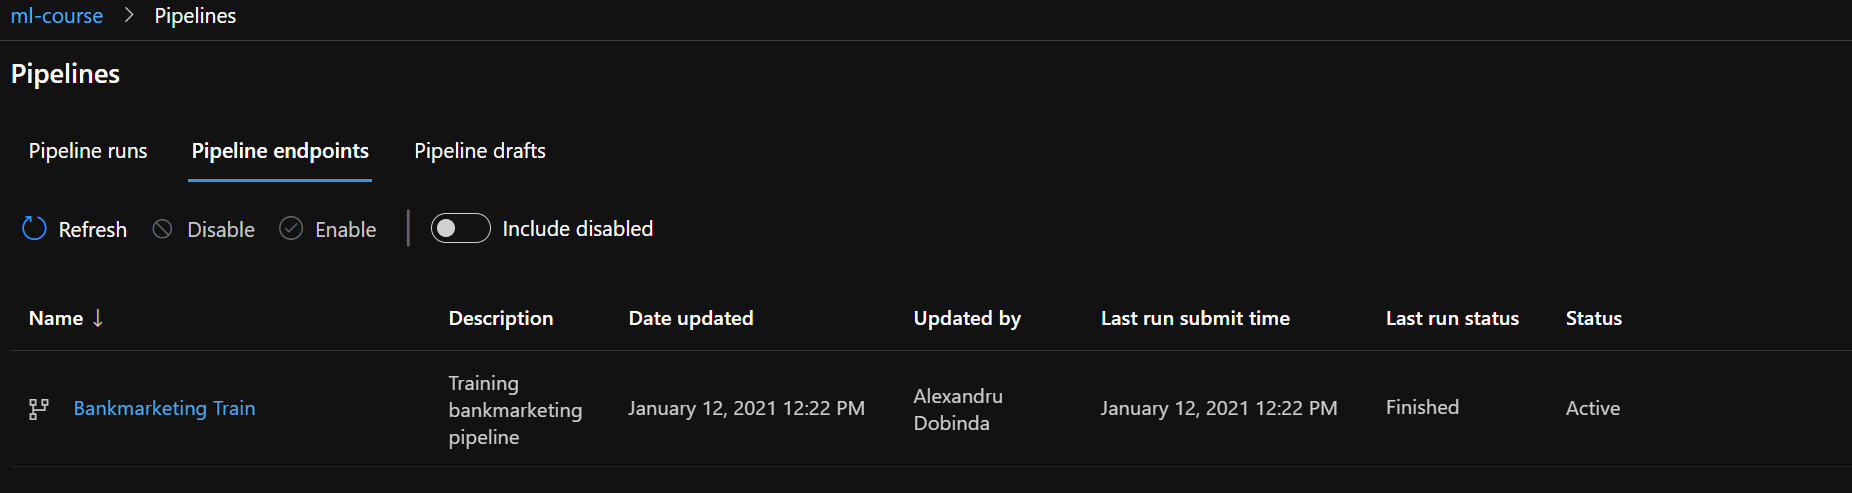 ml-course > Pipelines
Pipelines
Pipeline runs Pipeline endpoints Pipeline drafts
Refresh Disable Enable Include disabled
Name ↓ Description Date updated Updated by Last run submit time Last run status Status
Bankmarketing Train Training bankmarketing pipeline January 12, 2021 12:22 PM Alexandru Dobinda January 12, 2021 12:22 PM Finished Active